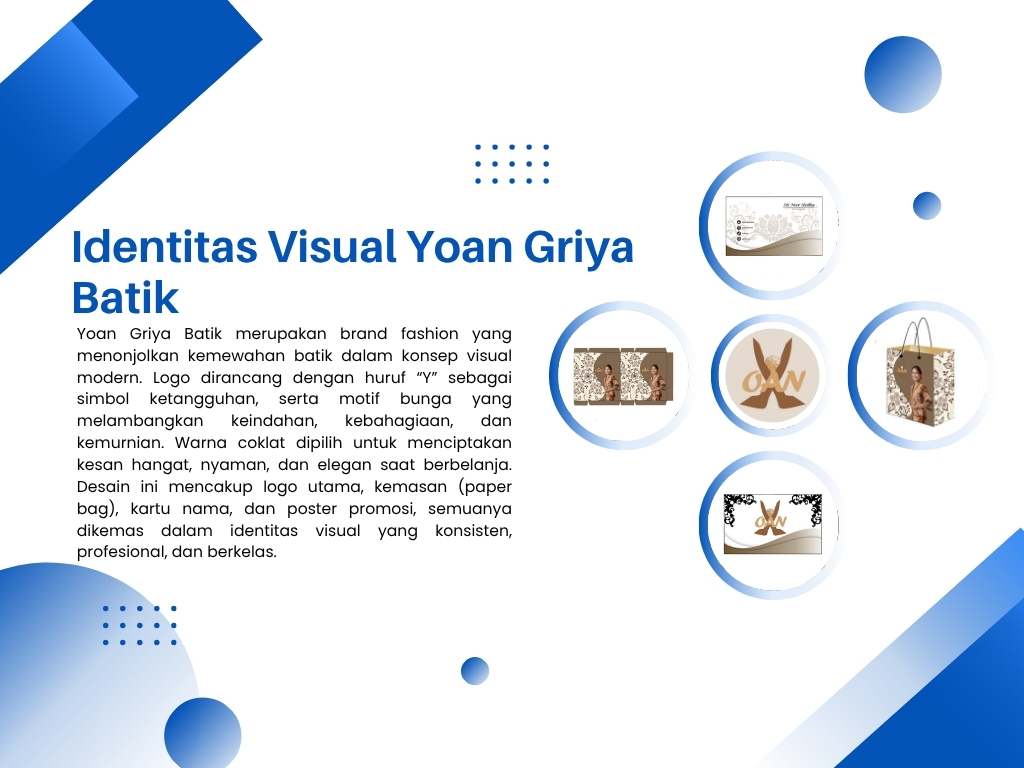 Identitas Visual Yoan Griya
Batik
Yoan Griya Batik merupakan brand fashion yang
menonjolkan kemewahan batik dalam konsep visual
modern. Logo dirancang dengan huruf “Y” sebagai
simbol ketangguhan, serta motif bunga yang
melambangkan keindahan, kebahagiaan, dan
kemurnian. Warna coklat dipilih untuk menciptakan
kesan hangat, nyaman, dan elegan saat berbelanja.
Desain ini mencakup logo utama, kemasan (paper
bag), kartu nama, dan poster promosi, semuanya
dikemas dalam identitas visual yang konsisten,
profesional, dan berkelas.
OAN
OAN